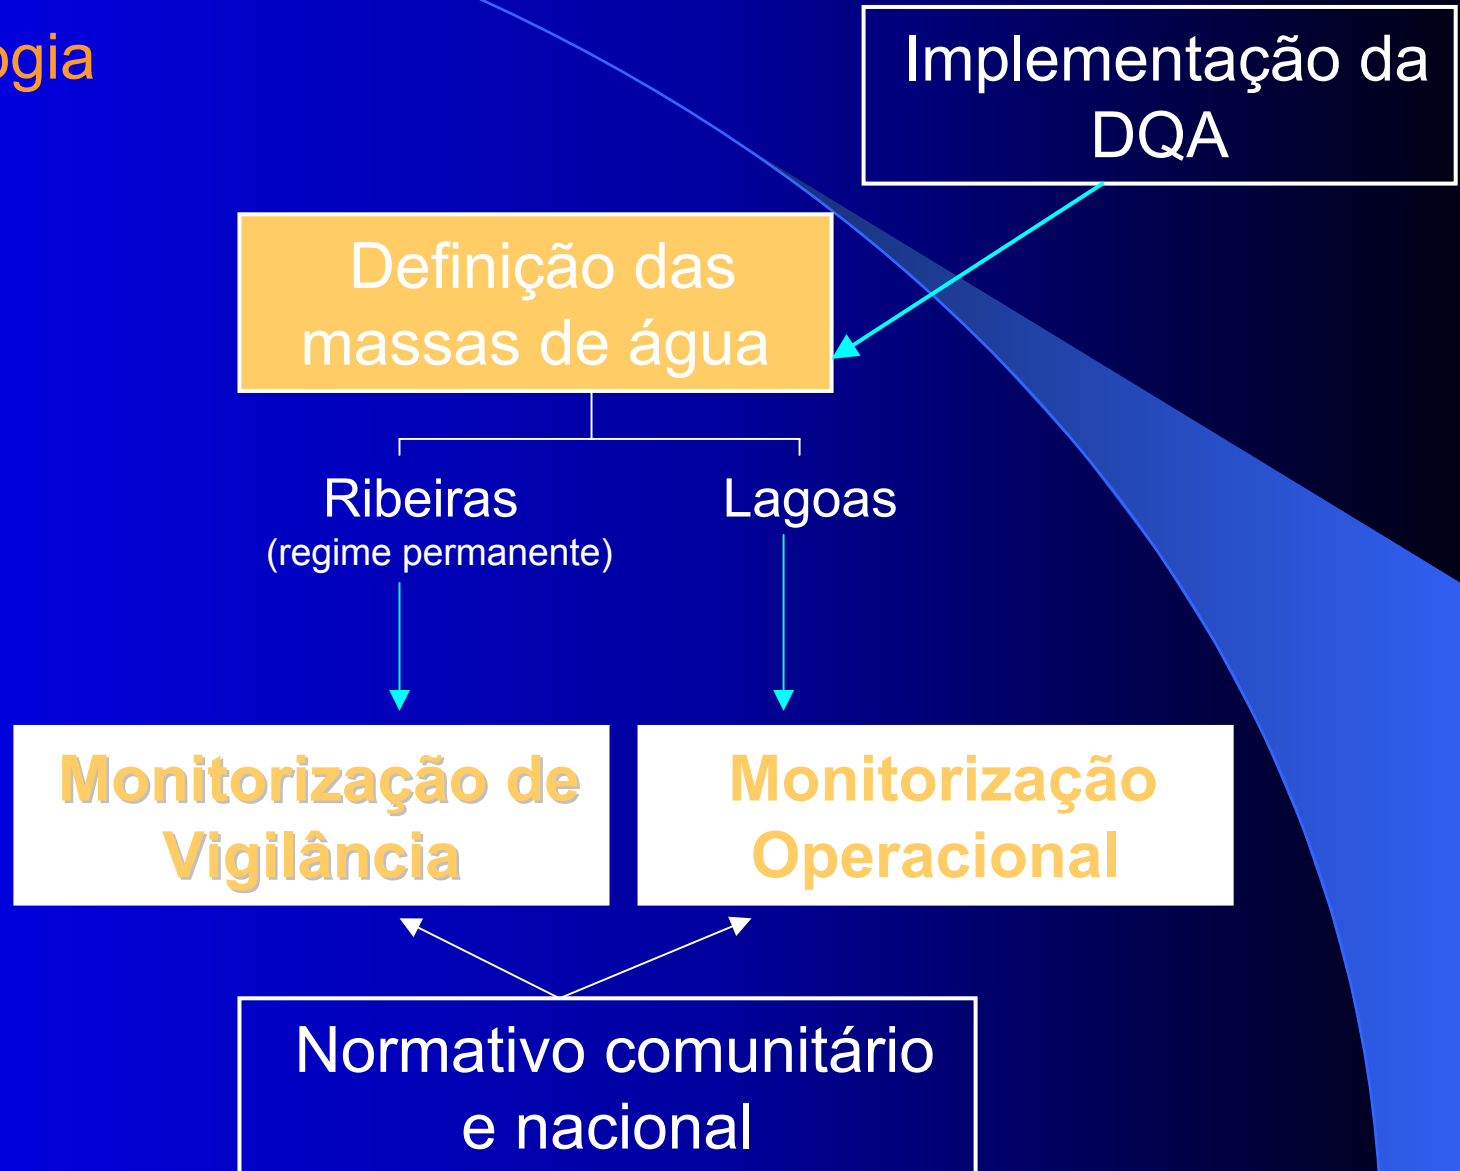 ogia
Implementação da
DQA
Definição das
massas de água
Ribeiras
(regime permanente)
Lagoas
Monitorização de
Vigilância
Monitorização
Operacional
Normativo comunitário
e nacional